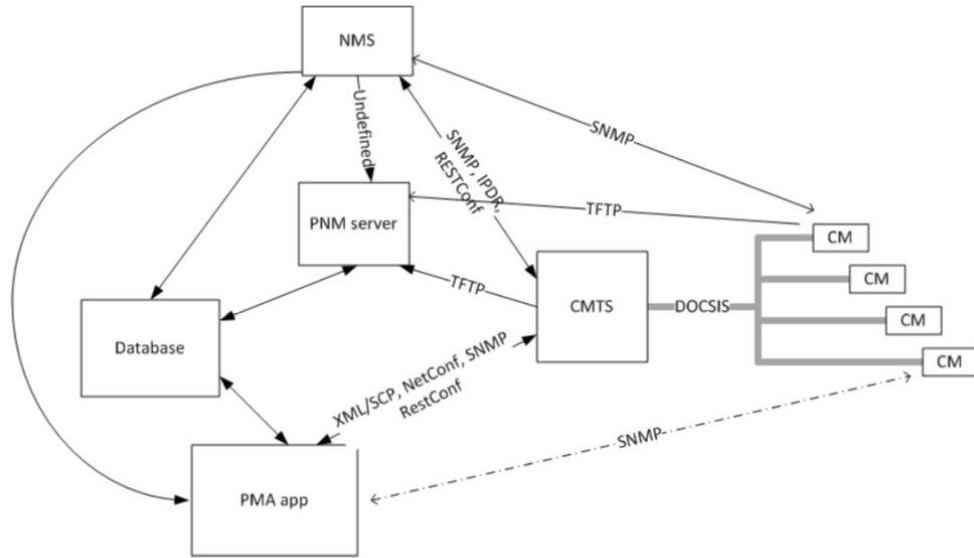 NMS
Undefined
SNMP, IPDR,
RESTConf
SNMP
PNM server
TFTP
CM
TFTP
CMTS
DOCSIS
CM
CM
CM
Database
XML/SCP, NetConf, SNMP
RestConf
SNMP
PMA app